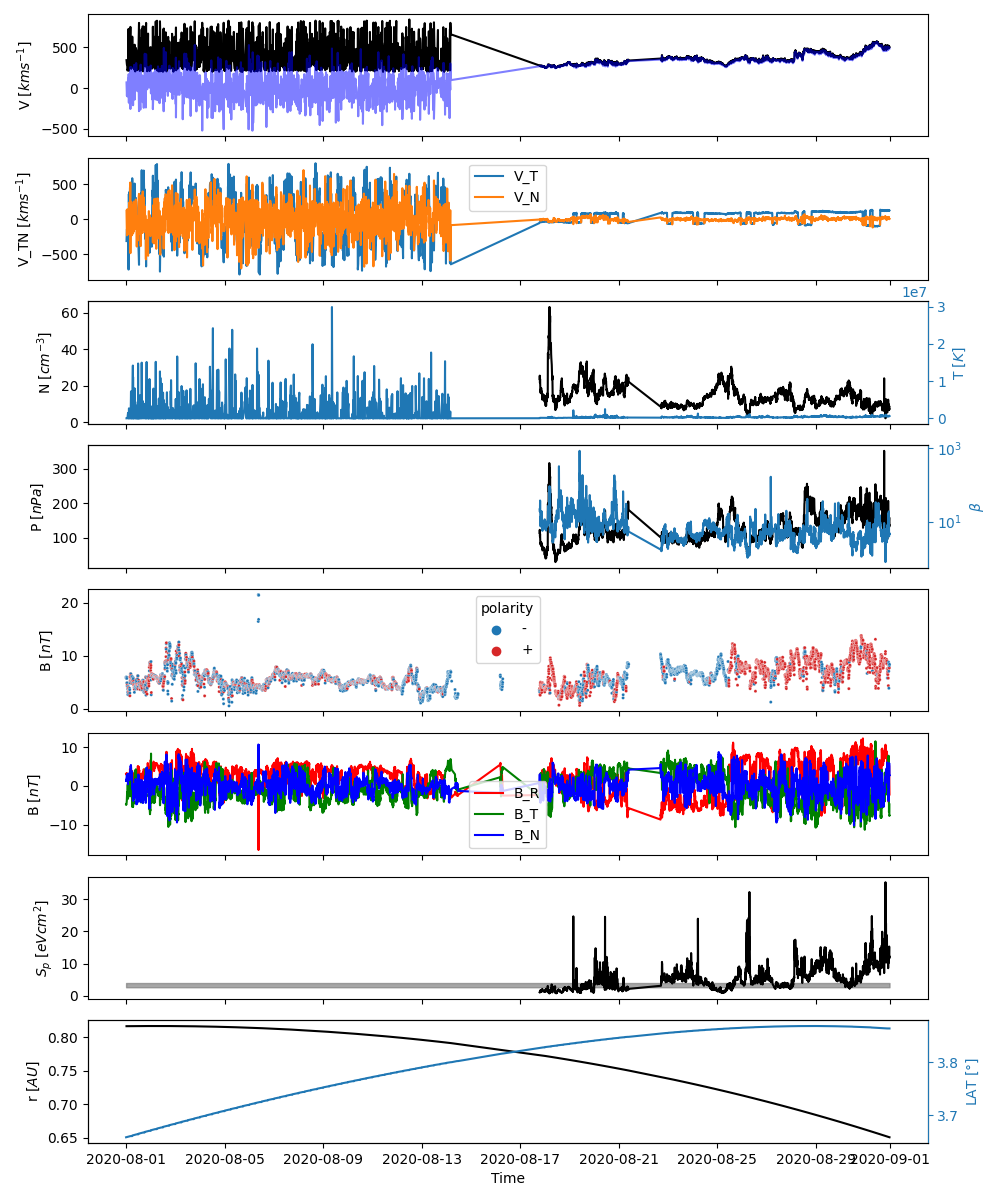 V [kms⁻¹]
500
0
−500
V_TN [kms⁻¹]
500
0
−500
V_T
V_N
N [cm⁻³]
60
40
20
0
1e7
3
2
1
0
T [K]
P [nPa]
300
200
100
10³
10¹
β
B [nT]
20
10
0
polarity
-
+
B [nT]
10
0
−10
B_R
B_T
B_N
Sₚ [eVcm²]
30
20
10
0
r [AU]
0.80
0.75
0.70
0.65
3.8
3.7
LAT [°]
2020-08-01 2020-08-05 2020-08-09 2020-08-13 2020-08-17 2020-08-21 2020-08-25 2020-08-29 2020-09-01
Time